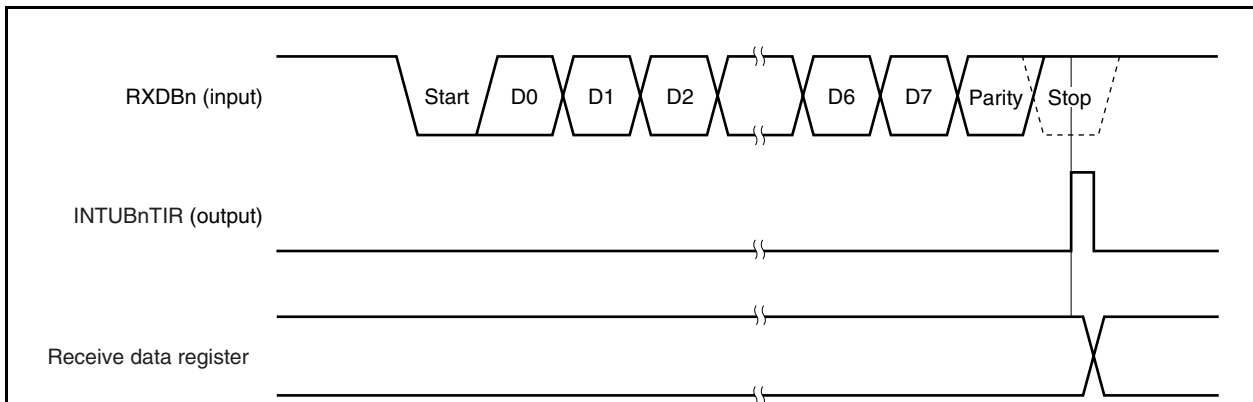 RXDBn (input)
Start D0 D1 D2 D6 D7 Parity Stop
INTUBnTIR (output)
Receive data register